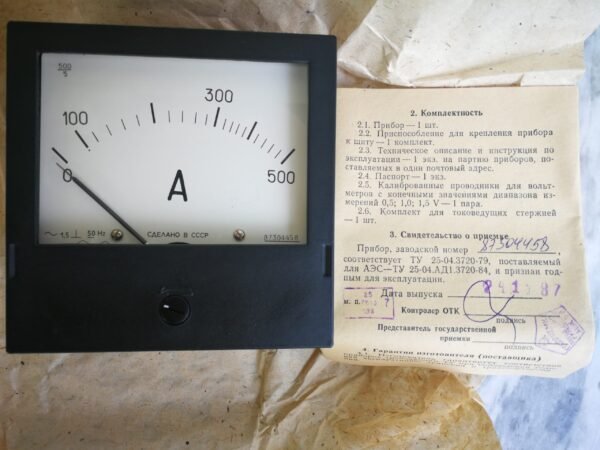 500
5
0
100
300
500
A
~ 1,5 ⊥ 50 Hz
СДЕЛАНО В СССР
87304458
2. Комплектность
2.1. Прибор — 1 шт.
2.2. Приспособление для крепления прибора
к щиту — 1 комплект.
2.3. Техническое описание и инструкция по
эксплуатации — 1 экз. на партию приборов, по-
ставляемых в один почтовый адрес.
2.4. Паспорт — 1 экз.
2.5. Калиброванные проводники для вольт-
метров с конечными значениями диапазона из-
мерений 0,5; 1,0; 1,5 V — 1 пара.
2.6. Комплект для токоведущих стержней
— 1 шт.
3. Свидетельство о приемке
Прибор, заводской номер 87304458
соответствует ТУ 25-04.3720-79, поставляемый
для АЭС—ТУ 25-04.АД1.3720-84, и признан год-
ным для эксплуатации.
Дата выпуска
м. п.
Контролер ОТК
подпись
Представитель государственной
приемки
подпись
4. Гарантии изготовителя (поставщика)